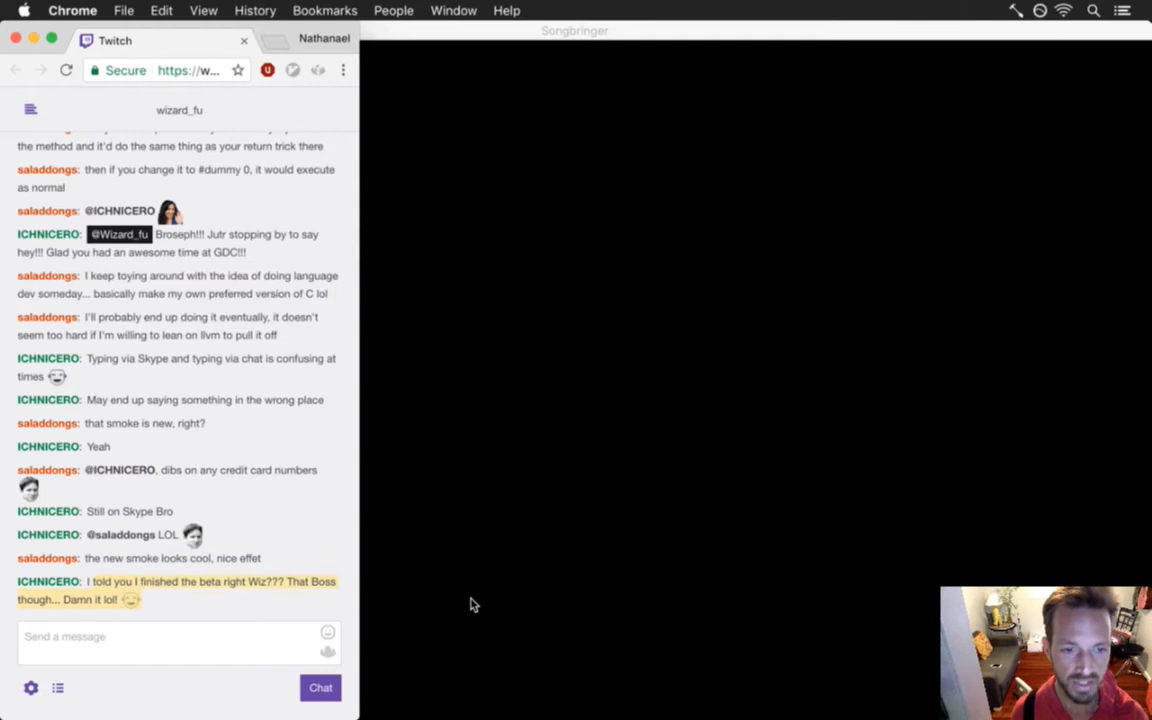 Chrome File Edit View History Bookmarks People Window Help
Songbringer
Twitch
Nathanael
Secure https://w...
wizard_fu
the method and it'd do the same thing as your return trick there
saladdongs: then if you change it to #dummy 0, it would execute
as normal
saladdongs: @ICHNICERO
ICHNICERO: @Wizard_fu Broseph!!! Jutr stopping by to say
hey!!! Glad you had an awesome time at GDC!!!
saladdongs: I keep toying around with the idea of doing language
dev someday... basically make my own preferred version of C lol
saladdongs: I'll probably end up doing it eventually, it doesn't
seem too hard if I'm willing to lean on llvm to pull it off
ICHNICERO: Typing via Skype and typing via chat is confusing at
times
ICHNICERO: May end up saying something in the wrong place
saladdongs: that smoke is new, right?
ICHNICERO: Yeah
saladdongs: @ICHNICERO, dibs on any credit card numbers
ICHNICERO: Still on Skype Bro
ICHNICERO: @saladdongs LOL
saladdongs: the new smoke looks cool, nice effet
ICHNICERO: I told you I finished the beta right Wiz??? That Boss
though... Damn it lol!
Send a message
Chat